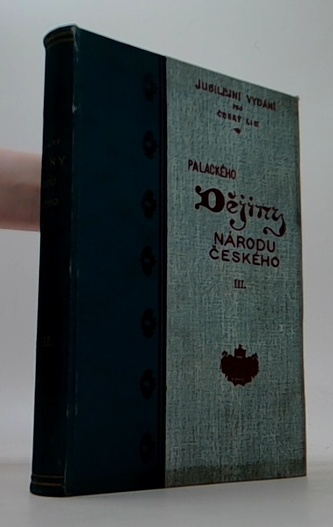 JUBILEJNÍ VYDÁNÍ
PRO
ČESKÝ LID
PALACKÉHO
Dějiny
NÁRODU
ČESKÉHO
III.